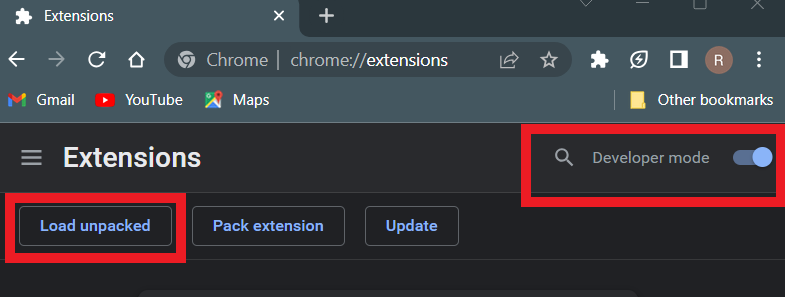 Extensions
Chrome | chrome://extensions
R
Gmail YouTube Maps Other bookmarks
Extensions Developer mode
Load unpacked Pack extension Update